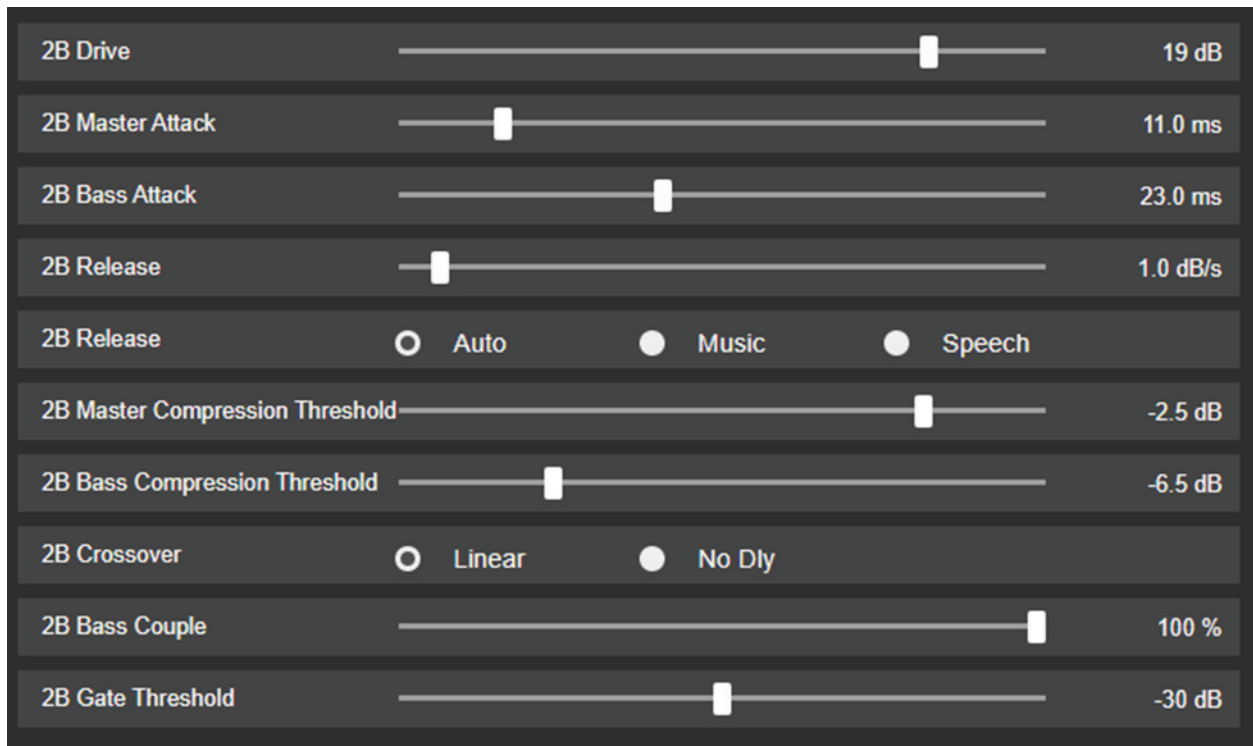 2B Drive 19 dB
2B Master Attack 11.0 ms
2B Bass Attack 23.0 ms
2B Release 1.0 dB/s
2B Release Auto Music Speech
2B Master Compression Threshold -2.5 dB
2B Bass Compression Threshold -6.5 dB
2B Crossover Linear No Dly
2B Bass Couple 100 %
2B Gate Threshold -30 dB